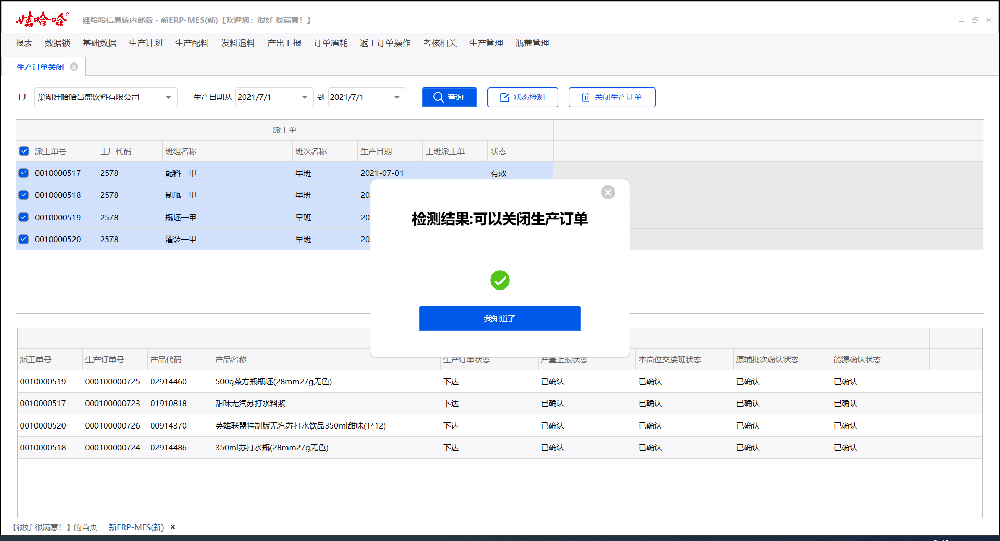 娃哈哈® 娃哈哈信息统内部版 - 新ERP-MES(新)【欢迎您：很好 很满意！】
报表 数据锁 基础数据 生产计划 生产配料 发料退料 产出上报 订单消耗 返工订单操作 考核相关 生产管理 瓶盖管理
生产订单关闭
工厂 巢湖娃哈哈昌盛饮料有限公司 生产日期从 2021/7/1 到 2021/7/1 查询 状态检测 关闭生产订单
派工单
派工单号 工厂代码 班组名称 班次名称 生产日期 上班派工单 状态
0010000517 2578 配料一甲 早班 2021-07-01 有效
0010000518 2578 制瓶一甲 早班 20
0010000519 2578 瓶坯一甲 早班 20
0010000520 2578 灌装一甲 早班 20
检测结果:可以关闭生产订单
我知道了
派工单号 生产订单号 产品代码 产品名称 生产订单状态 产量上报状态 本岗位交接班状态 原辅批次确认状态 能源确认状态
0010000519 000100000725 02914460 500g茶方瓶瓶坯(28mm27g无色) 下达 已确认 已确认 已确认 已确认
0010000517 000100000723 01910818 甜味无汽苏打水料浆 下达 已确认 已确认 已确认 已确认
0010000520 000100000726 00914370 英雄联盟特制版无汽苏打水饮品350ml甜味(1*12) 下达 已确认 已确认 已确认 已确认
0010000518 000100000724 02914486 350ml苏打水瓶(28mm27g无色) 下达 已确认 已确认 已确认 已确认
【很好 很满意！】的首页 新ERP-MES(新)